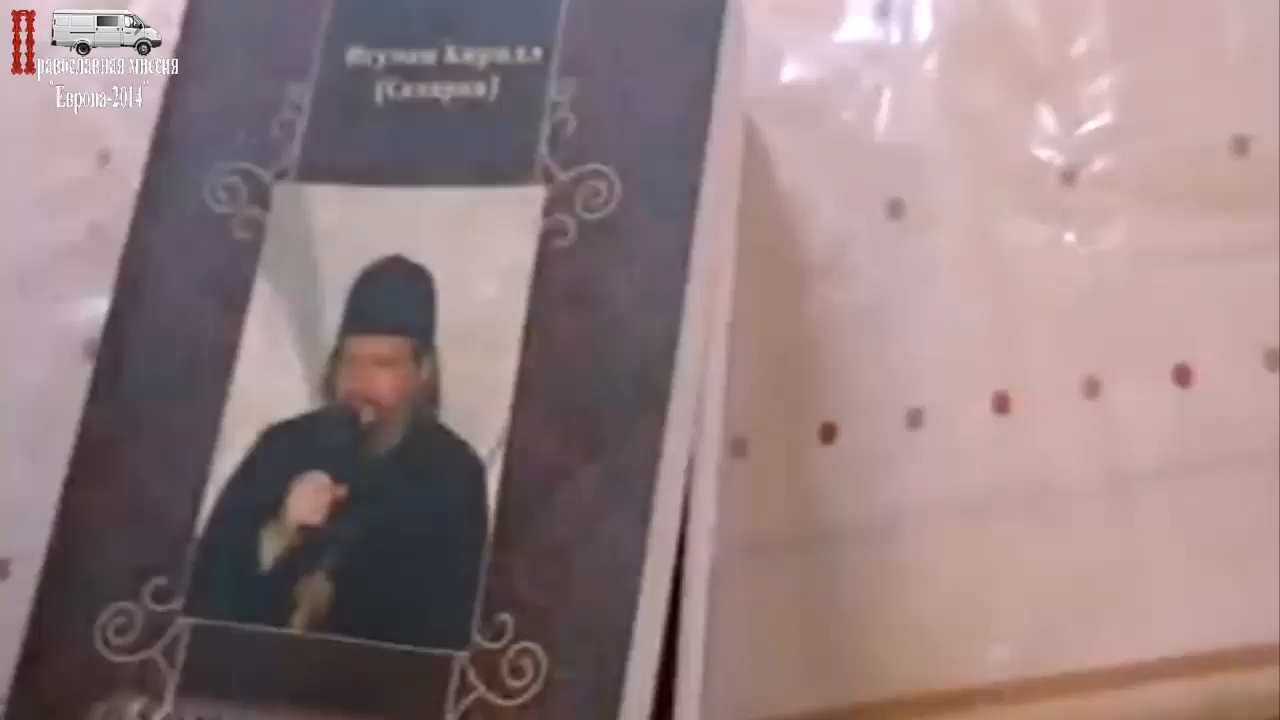 Православная миссия
"Европа-2014"
Игумен Кирилл
(Сахаров)